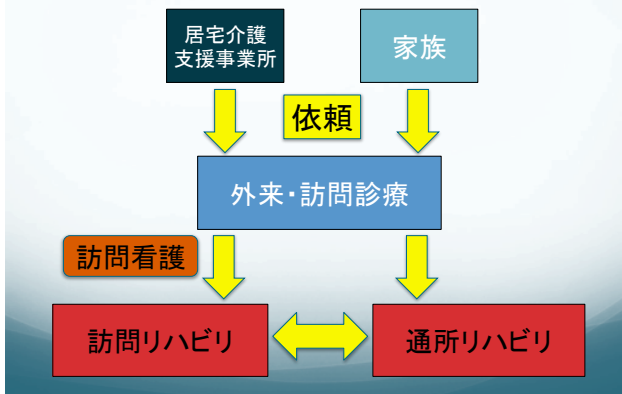 居宅介護
支援事業所
家族
依頼
外来・訪問診療
訪問看護
訪問リハビリ
通所リハビリ